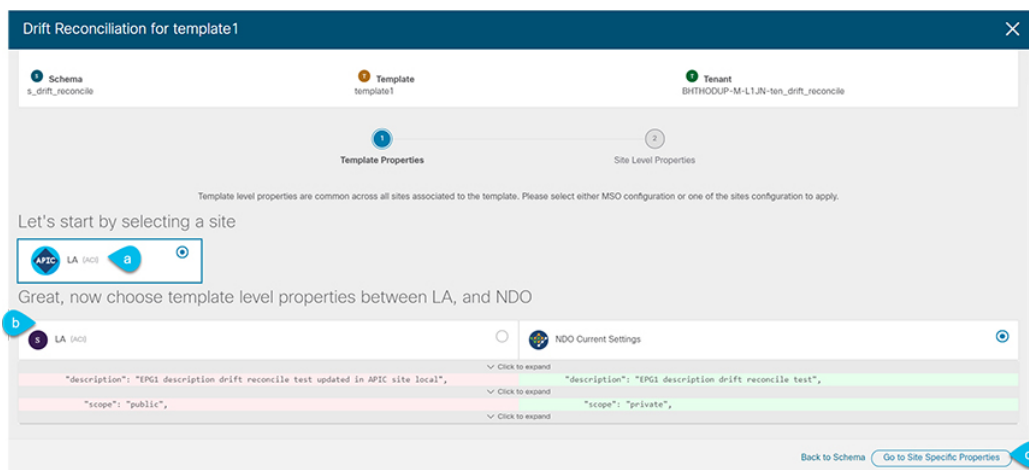 Drift Reconciliation for template1
S Schema
s_drift_reconcile
T Template
template1
T Tenant
BHTHODUP-M-L1JN-ten_drift_reconcile
1
Template Properties
2
Site Level Properties
Template level properties are common across all sites associated to the template. Please select either MSO configuration or one of the sites configuration to apply.
Let's start by selecting a site
APIC LA (ACI) a
Great, now choose template level properties between LA, and NDO
b
S LA (ACI)
NDO Current Settings
Click to expand
"description": "EPG1 description drift reconcile test updated in APIC site local",
"description": "EPG1 description drift reconcile test",
Click to expand
"scope": "public",
"scope": "private",
Click to expand
Back to Schema
Go to Site Specific Properties